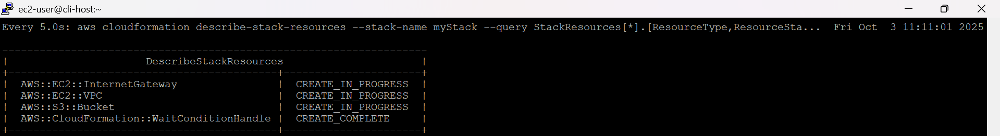 ec2-user@cli-host:~
Every 5.0s: aws cloudformation describe-stack-resources --stack-name myStack --query StackResources[*].[ResourceType,ResourceSta...  Fri Oct  3 11:11:01 2025
--------------------------------------------------------------------
|                      DescribeStackResources                      |
+-------------------------------------------+----------------------+
|  AWS::EC2::InternetGateway                |  CREATE_IN_PROGRESS  |
|  AWS::EC2::VPC                            |  CREATE_IN_PROGRESS  |
|  AWS::S3::Bucket                          |  CREATE_IN_PROGRESS  |
|  AWS::CloudFormation::WaitConditionHandle |  CREATE_COMPLETE     |
+-------------------------------------------+----------------------+